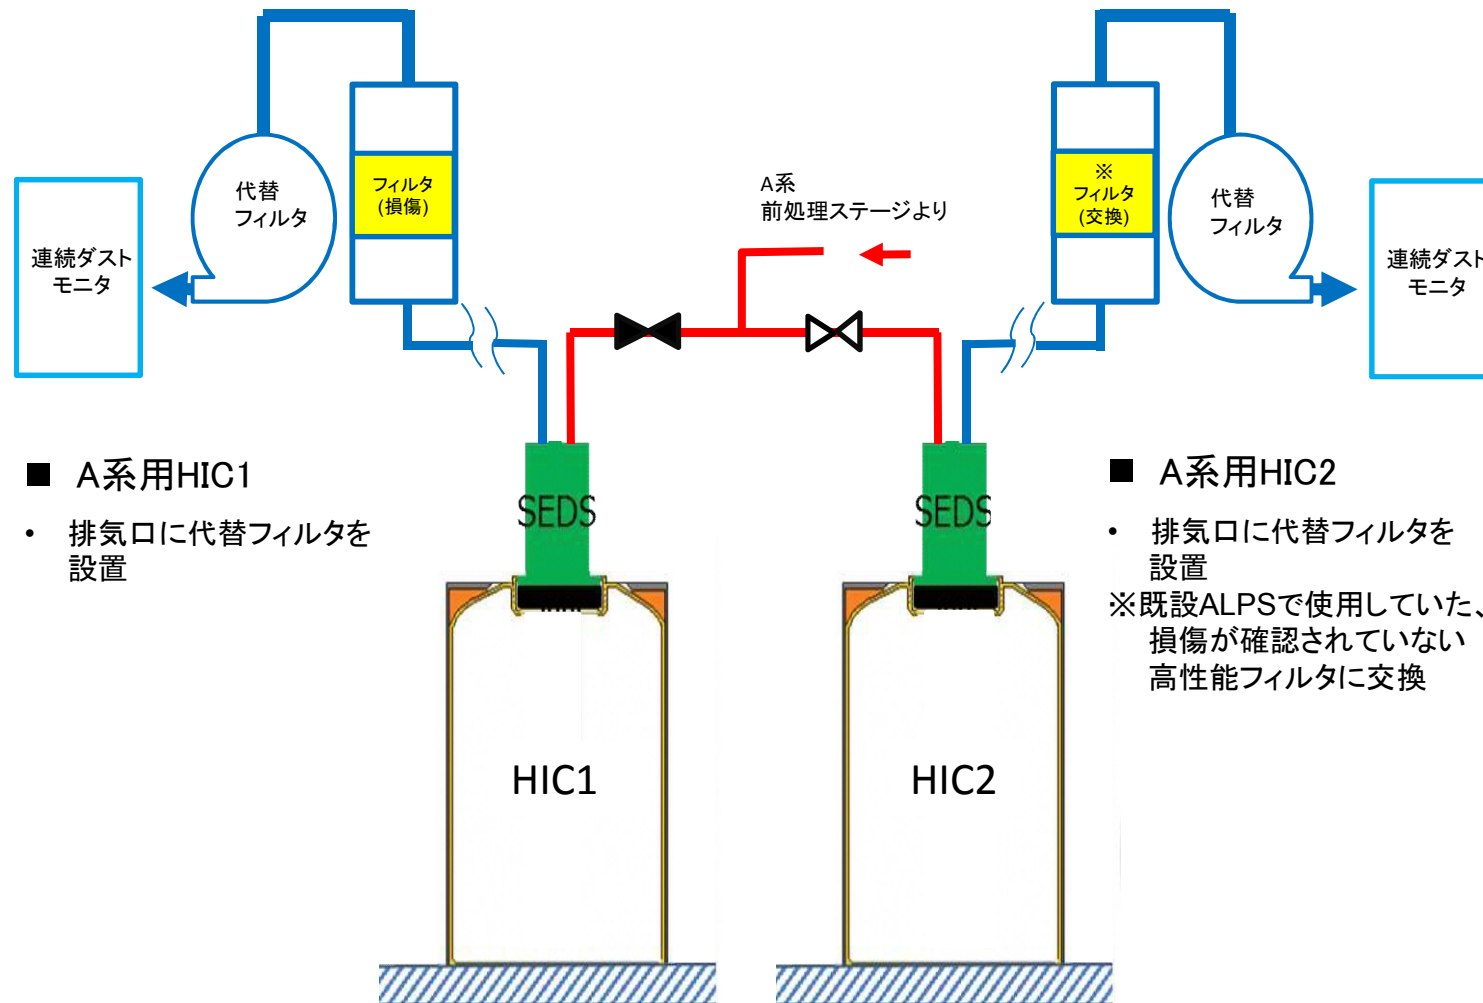 代替
フィルタ
フィルタ
(損傷)
連続ダスト
モニタ
A系
前処理ステージより
※
フィルタ
(交換)
代替
フィルタ
連続ダスト
モニタ
■ A系用HIC1
• 排気口に代替フィルタを
設置
SEDS
HIC1
SEDS
HIC2
■ A系用HIC2
• 排気口に代替フィルタを
設置
※既設ALPSで使用していた、
損傷が確認されていない
高性能フィルタに交換